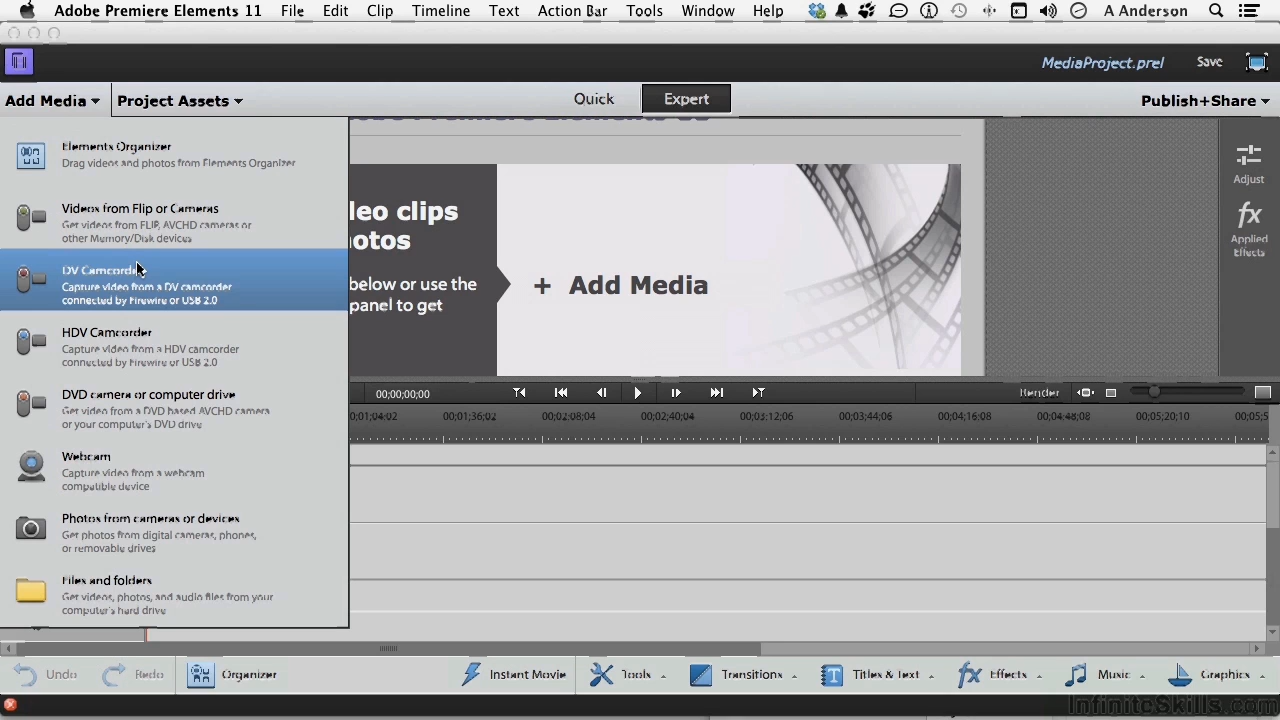 Adobe Premiere Elements 11 File Edit Clip Timeline Text Action Bar Tools Window Help A Anderson
MediaProject.prel Save
Add Media Project Assets Quick Expert Publish+Share
Elements Organizer
Drag videos and photos from Elements Organizer
Videos from Flip or Cameras
Get videos from FLIP, AVCHD cameras or
other Memory/Disk devices
DV Camcorder
Capture video from a DV camcorder
connected by Firewire or USB 2.0
HDV Camcorder
Capture video from a HDV camcorder
connected by Firewire or USB 2.0
DVD camera or computer drive
Get video from a DVD based AVCHD camera
or your computer's DVD drive
Webcam
Capture video from a webcam
compatible device
Photos from cameras or devices
Get photos from digital cameras, phones,
or removable drives
Files and folders
Get videos, photos, and audio files from your
computer's hard drive
leo clips
otos
below or use the
panel to get
+ Add Media
Adjust
fx
Applied
Effects
00;00;00;00 Render
00;01;04;02 00;01;36;02 00;02;08;04 00;02;40;04 00;03;12;06 00;03;44;06 00;04;16;08 00;04;48;08 00;05;20;10 00;05;5
Undo Redo Organizer Instant Movie Tools Transitions T Titles & Text fx Effects Music Graphics
InfiniteSkills.com